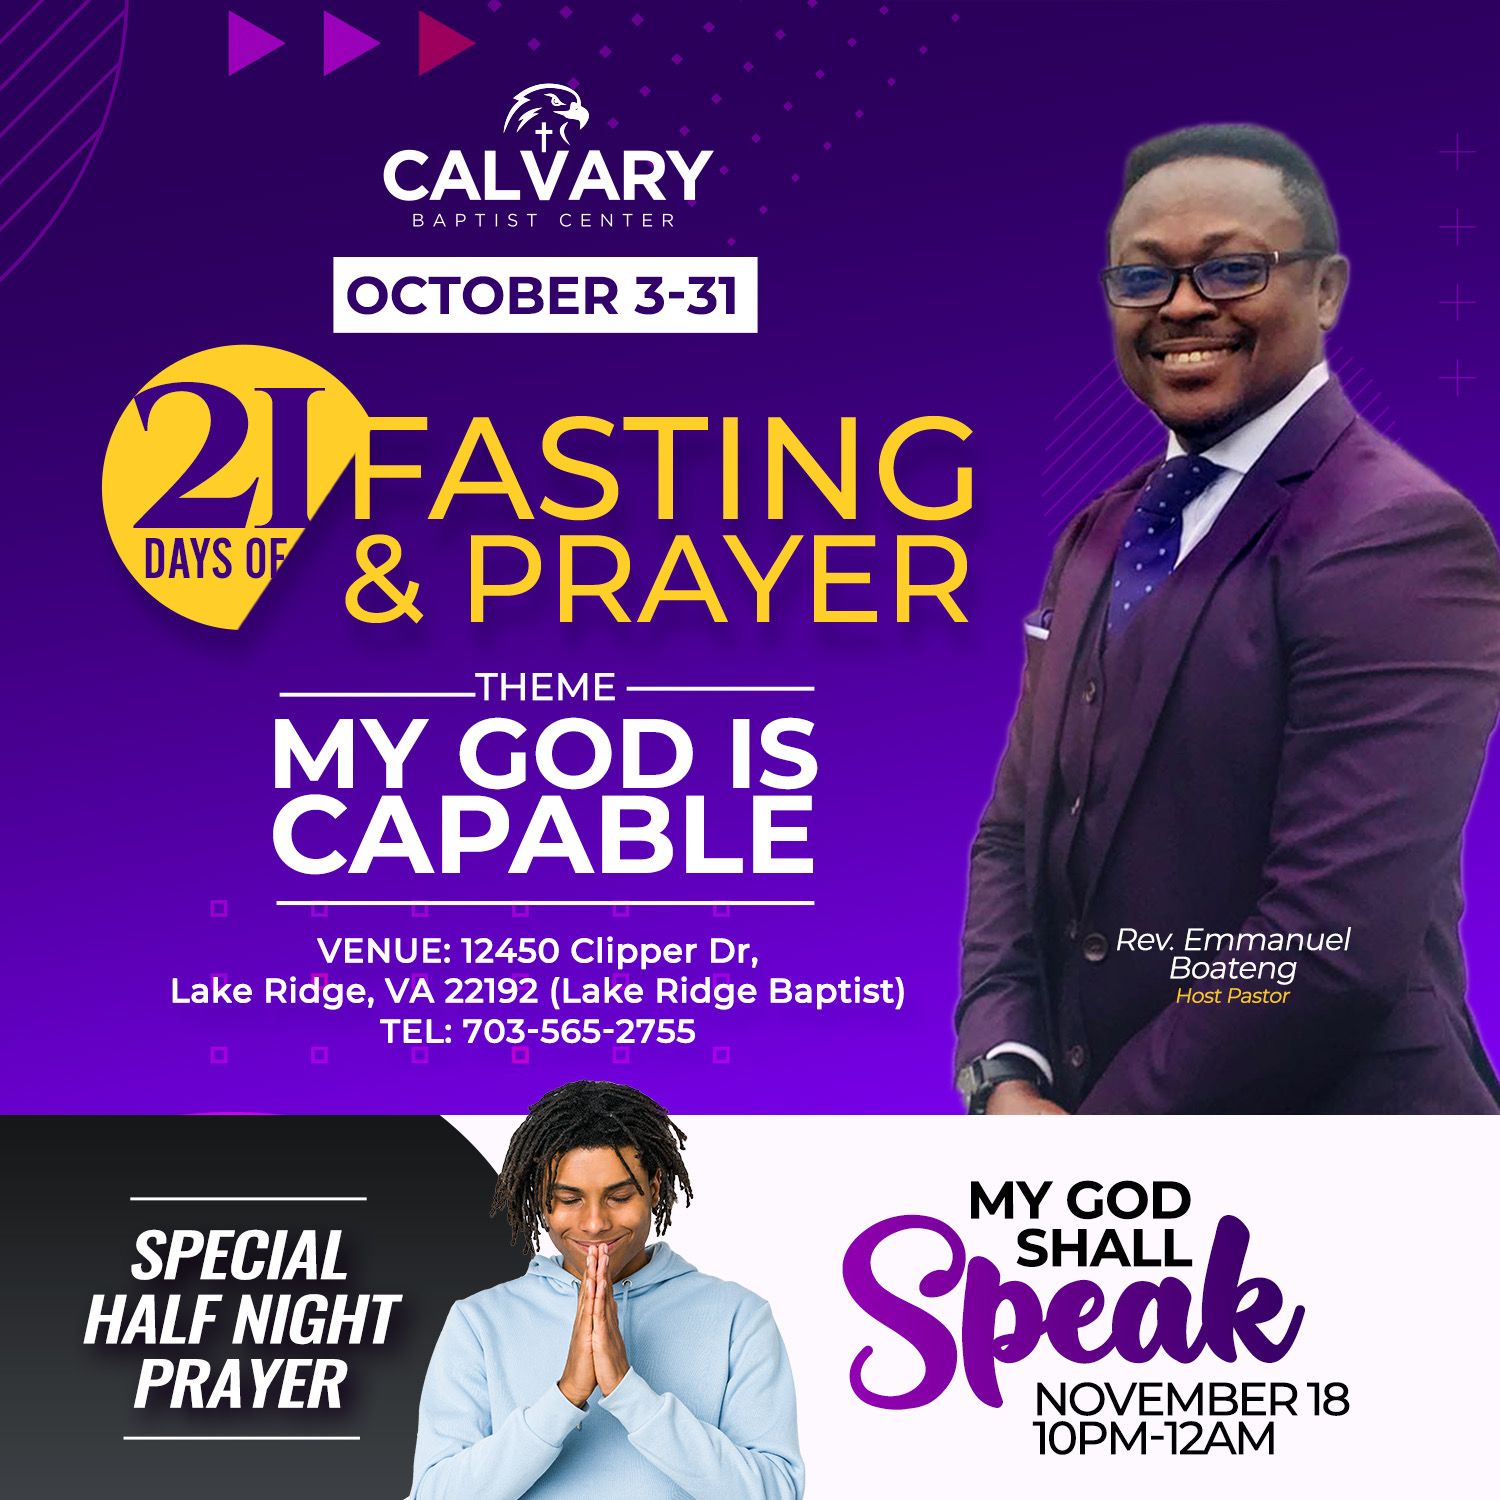 CALVARY
BAPTIST CENTER
OCTOBER 3-31
21
DAYS OF
FASTING
& PRAYER
THEME
MY GOD IS
CAPABLE
VENUE: 12450 Clipper Dr,
Lake Ridge, VA 22192 (Lake Ridge Baptist)
TEL: 703-565-2755
Rev. Emmanuel
Boateng
Host Pastor
SPECIAL
HALF NIGHT
PRAYER
MY GOD
SHALL
Speak
NOVEMBER 18
10PM-12AM